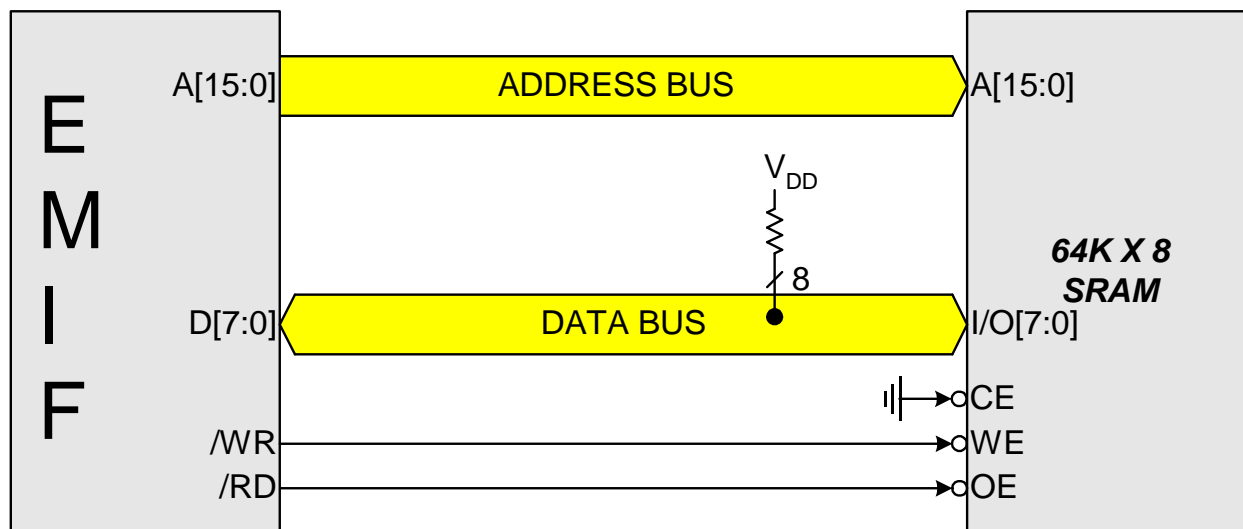 E
M
I
F
A[15:0]
ADDRESS BUS
A[15:0]
VDD
8
64K X 8
SRAM
D[7:0]
DATA BUS
I/O[7:0]
CE
/WR
WE
/RD
OE